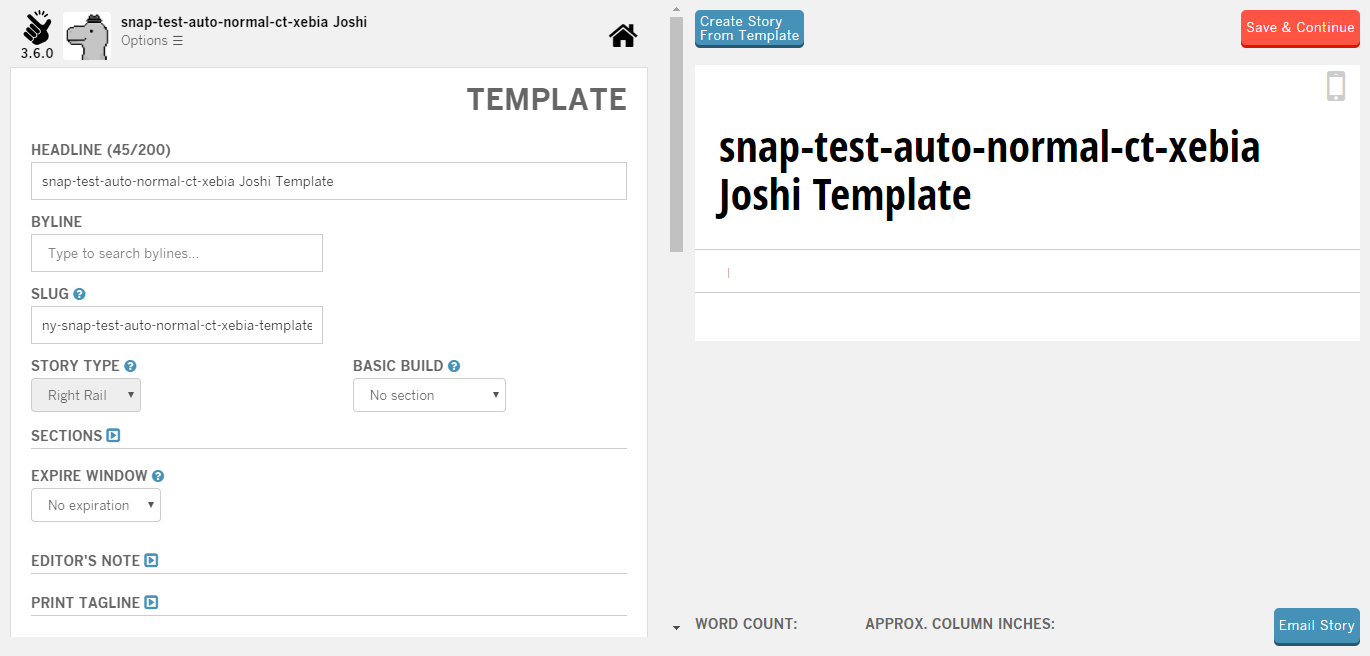 snap-test-auto-normal-ct-xebia Joshi
Options ☰
3.6.0
TEMPLATE
HEADLINE (45/200)
snap-test-auto-normal-ct-xebia Joshi Template
BYLINE
Type to search bylines...
SLUG
ny-snap-test-auto-normal-ct-xebia-template
STORY TYPE
BASIC BUILD
Right Rail
No section
SECTIONS
EXPIRE WINDOW
No expiration
EDITOR'S NOTE
PRINT TAGLINE
Create Story
From Template
Save & Continue
snap-test-auto-normal-ct-xebia
Joshi Template
WORD COUNT:
APPROX. COLUMN INCHES:
Email Story